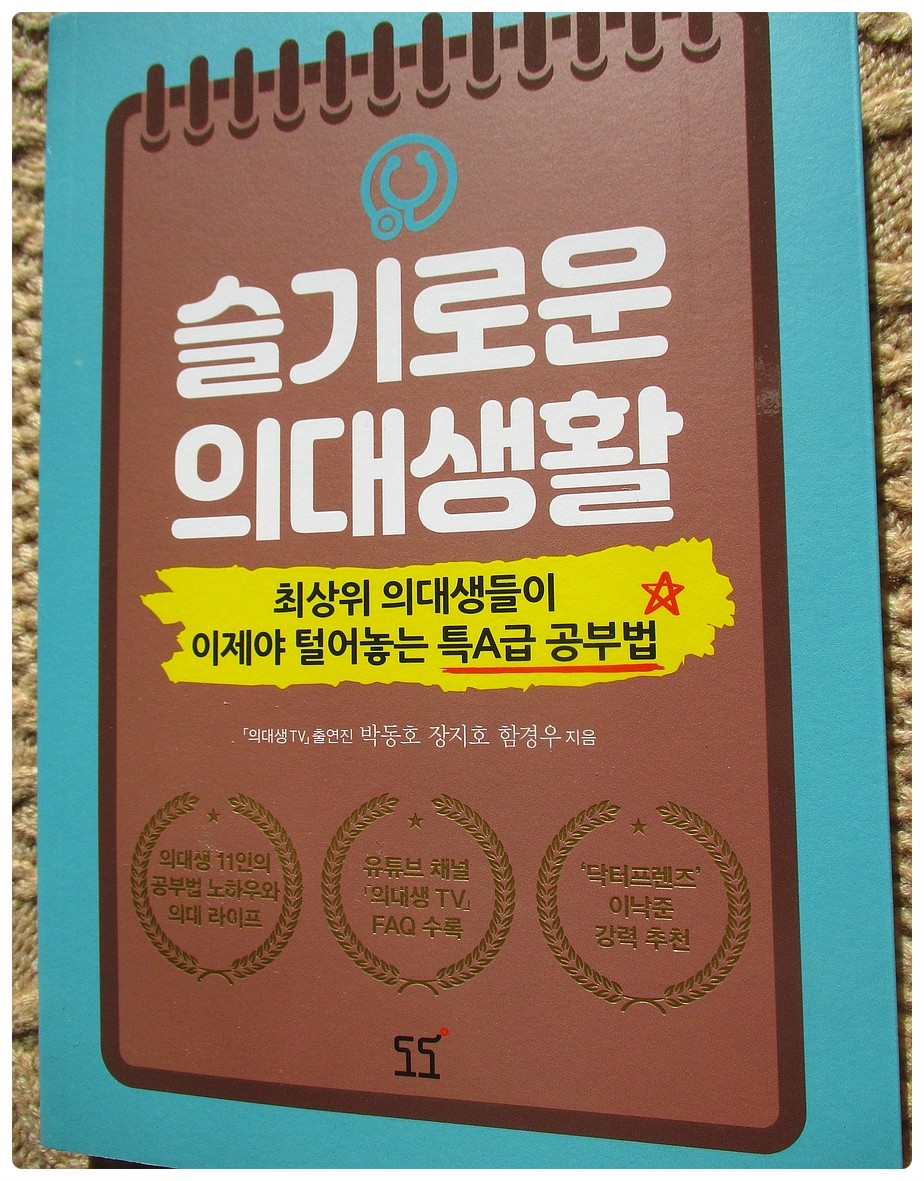 슬기로운
의대생활
최상위 의대생들이
이제야 털어놓는 특A급 공부법
「의대생TV」 출연진 박동호 장지호 함경우 지음
의대생 11인의
공부법 노하우와
의대 라이프
유튜브 채널
「의대생 TV」
FAQ 수록
‘닥터프렌즈’
이낙준
강력 추천